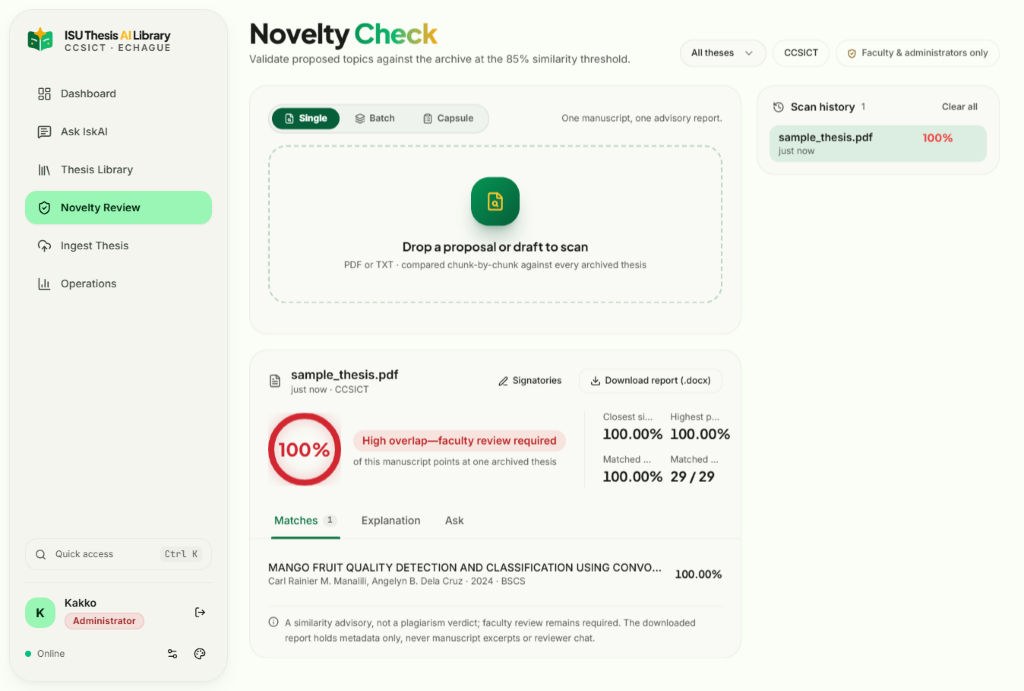 ISU Thesis AI Library
CCSICT · ECHAGUE
Dashboard
Ask IskAI
Thesis Library
Novelty Review
Ingest Thesis
Operations
Quick access Ctrl K
K
Kakko
Administrator
Online
Novelty Check
Validate proposed topics against the archive at the 85% similarity threshold.
All theses
CCSICT
Faculty & administrators only
Single
Batch
Capsule
One manuscript, one advisory report.
Drop a proposal or draft to scan
PDF or TXT · compared chunk-by-chunk against every archived thesis
Scan history 1
Clear all
sample_thesis.pdf 100%
just now
sample_thesis.pdf
just now · CCSICT
Signatories
Download report (.docx)
100%
High overlap—faculty review required
of this manuscript points at one archived thesis
Closest si... Highest p...
100.00% 100.00%
Matched ... Matched ...
100.00% 29 / 29
Matches 1
Explanation
Ask
MANGO FRUIT QUALITY DETECTION AND CLASSIFICATION USING CONVO...
Carl Rainier M. Manalili, Angelyn B. Dela Cruz · 2024 · BSCS
100.00%
A similarity advisory, not a plagiarism verdict; faculty review remains required. The downloaded
report holds metadata only, never manuscript excerpts or reviewer chat.